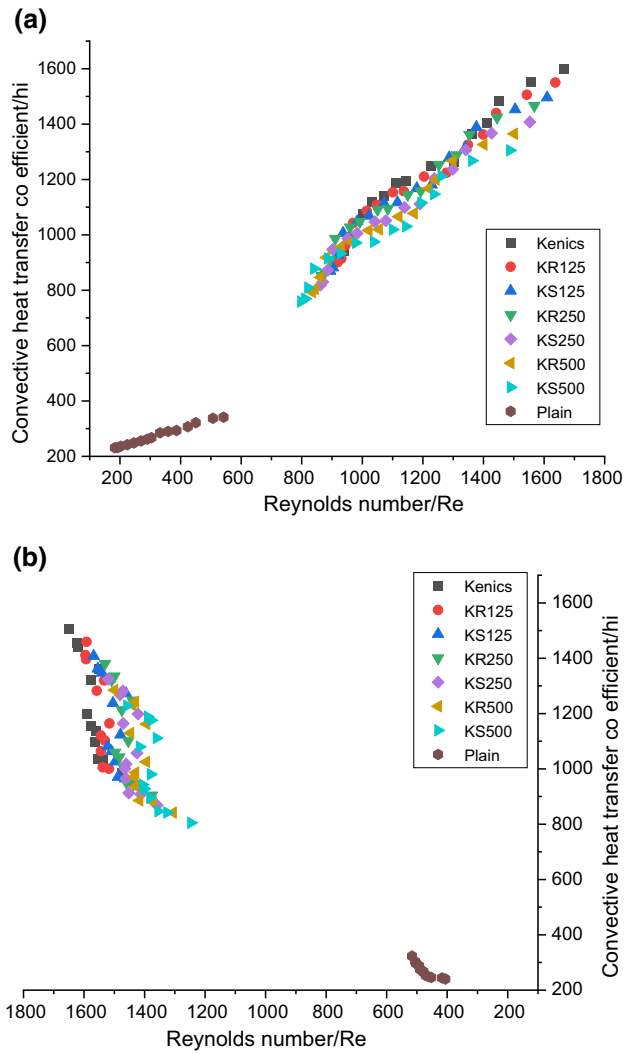 (a)
Convective heat transfer co efficient/hi
1600
1400
1200
1000
800
600
400
200
Kenics
KR125
KS125
KR250
KS250
KR500
KS500
Plain
200 400 600 800 1000 1200 1400 1600 1800
Reynolds number/Re
(b)
Kenics
KR125
KS125
KR250
KS250
KR500
KS500
Plain
1600
1400
1200
1000
800
600
400
200
Convective heat transfer co efficient/hi
1800 1600 1400 1200 1000 800 600 400 200
Reynolds number/Re